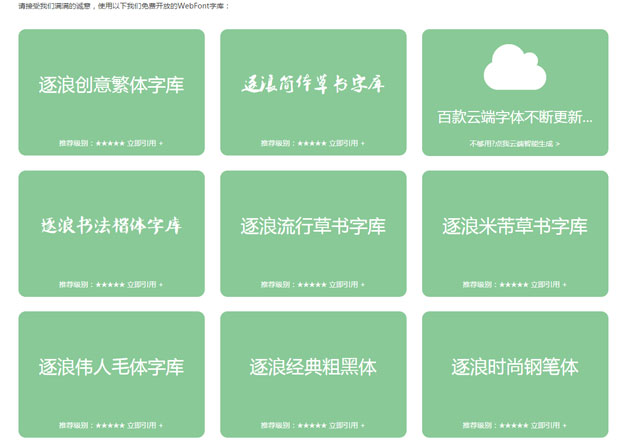 请接受我们满满的诚意，使用以下我们免费开放的WebFont字库：
逐浪创意繁体字库
推荐级别：★★★★★ 立即引用 +
逐浪简体草书字库
推荐级别：★★★★★ 立即引用 +
百款云端字体不断更新...
不够用?点我云端智能生成 >
逐浪书法楷体字库
推荐级别：★★★★★ 立即引用 +
逐浪流行草书字库
推荐级别：★★★★★ 立即引用 +
逐浪米芾草书字库
推荐级别：★★★★★ 立即引用 +
逐浪伟人毛体字库
推荐级别：★★★★★ 立即引用 +
逐浪经典粗黑体
推荐级别：★★★★★ 立即引用 +
逐浪时尚钢笔体
推荐级别：★★★★★ 立即引用 +